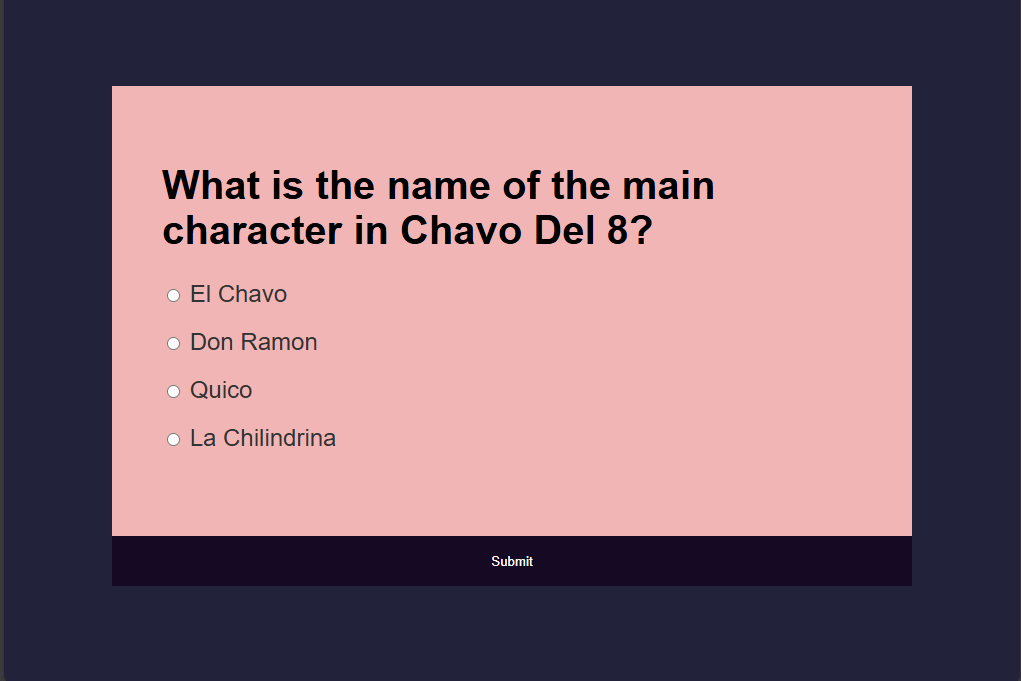 What is the name of the main
character in Chavo Del 8?
El Chavo
Don Ramon
Quico
La Chilindrina
Submit